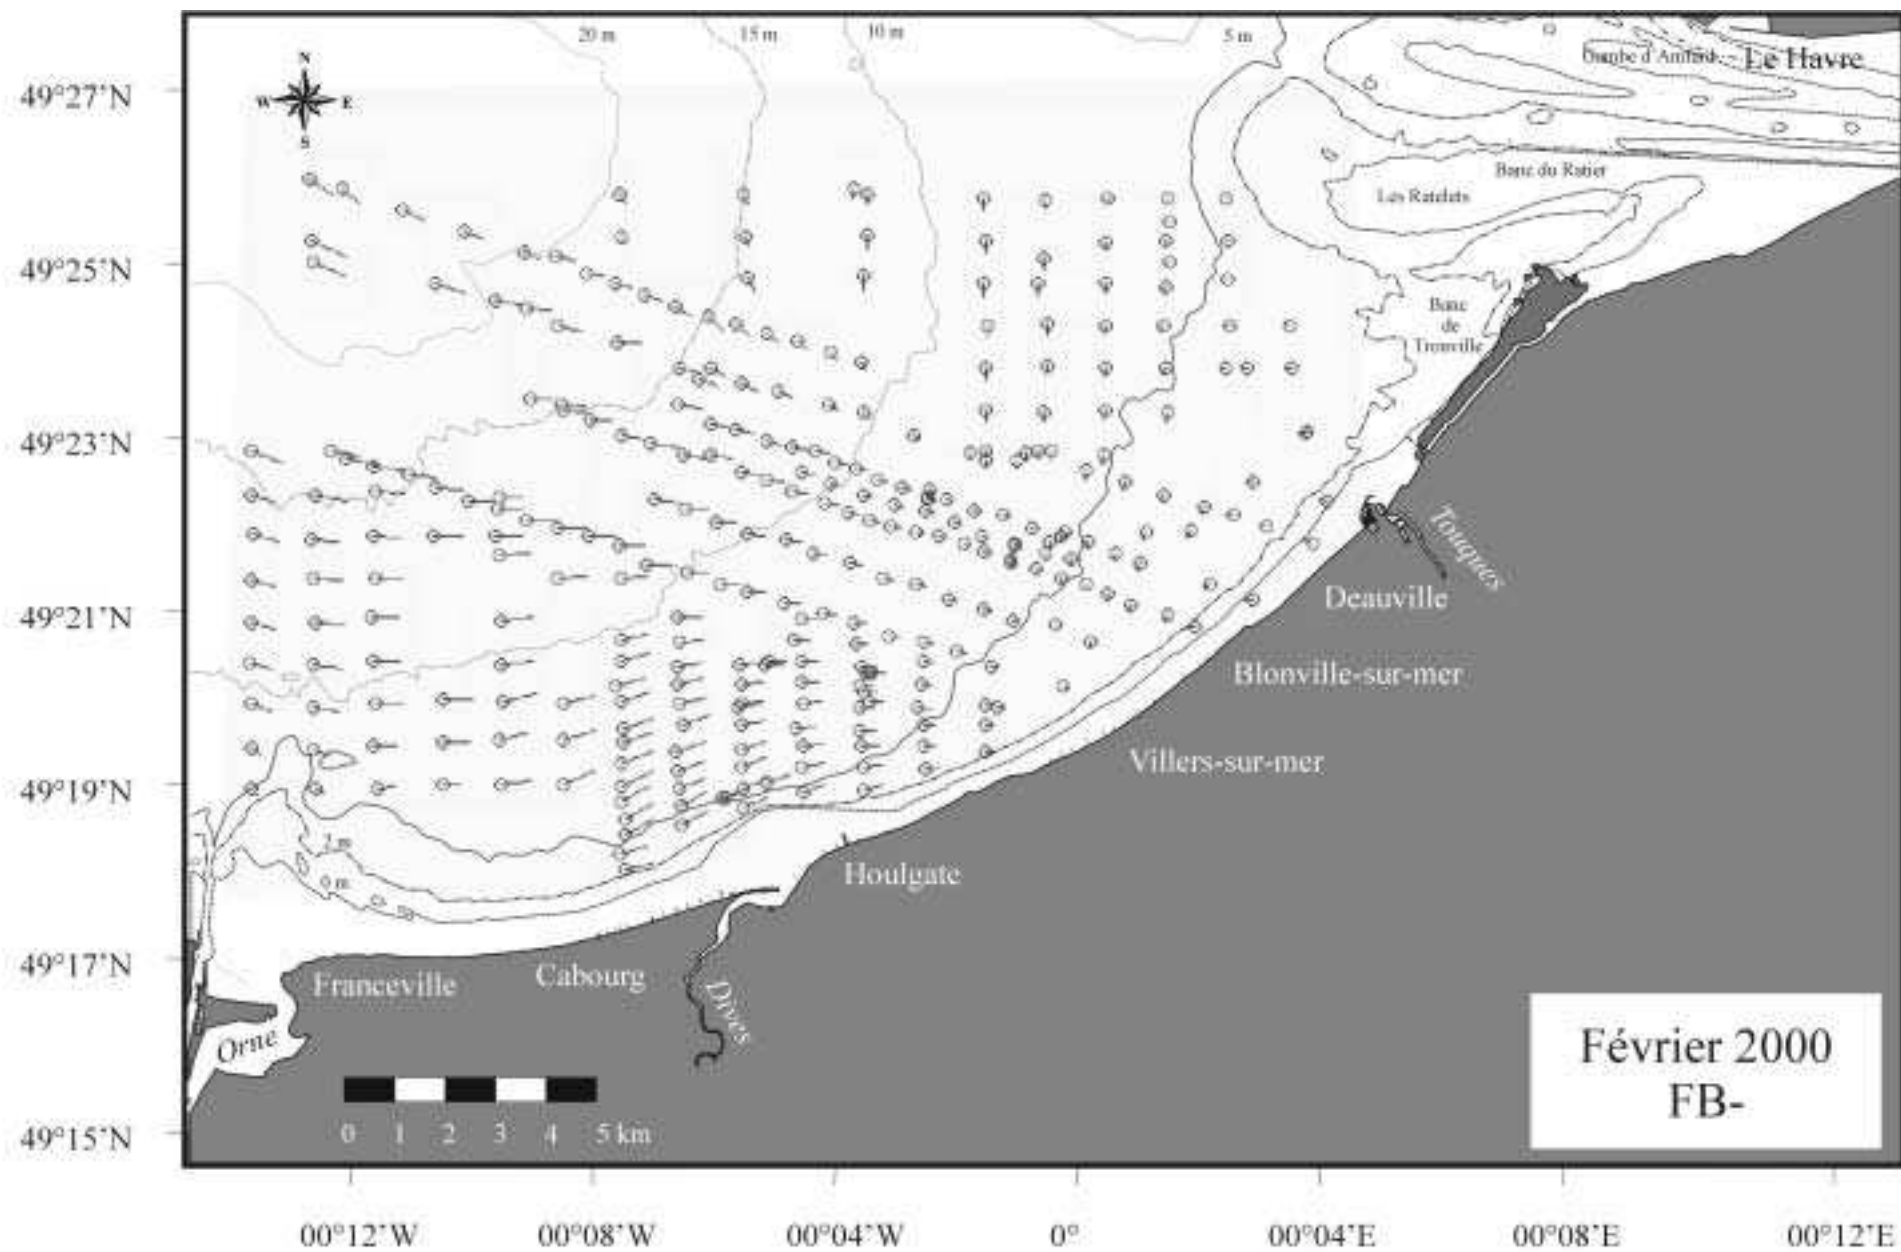 20 m
15 m
10 m
5 m
N
W E
S
Le Havre
49°27'N
Banc du Ratier
Les Ratelets
49°25'N
Banc
de
Trouville
49°23'N
Touques
49°21'N
Deauville
Blonville-sur-mer
49°19'N
Villers-sur-mer
0 m
Houlgate
49°17'N
Franceville
Cabourg
Dives
Orne
Février 2000
FB-
0 1 2 3 4 5 km
49°15'N
00°12'W 00°08'W 00°04'W 0° 00°04'E 00°08'E 00°12'E